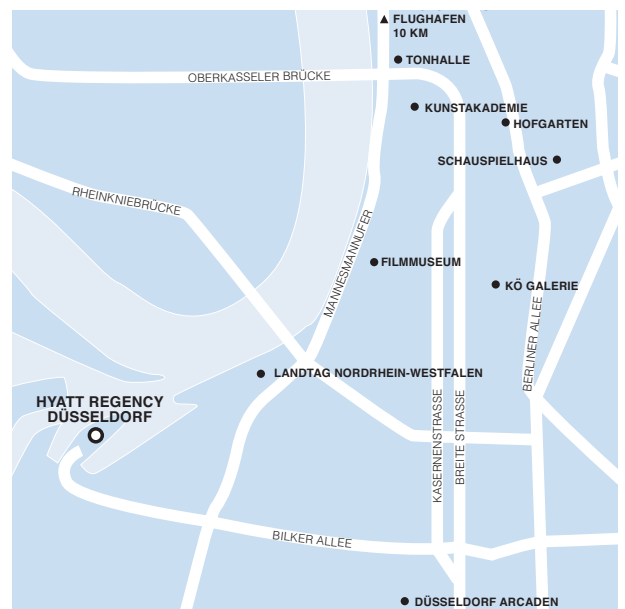 FLUGHAFEN
10 KM
TONHALLE
OBERKASSELER BRÜCKE
KUNSTAKADEMIE
HOFGARTEN
SCHAUSPIELHAUS
RHEINKNIEBRÜCKE
MANNESMANNUFER
FILMMUSEUM
KÖ GALERIE
BERLINER ALLEE
LANDTAG NORDRHEIN-WESTFALEN
HYATT REGENCY
DÜSSELDORF
KASERNENSTRASSE
BREITE STRASSE
BILKER ALLEE
DÜSSELDORF ARCADEN